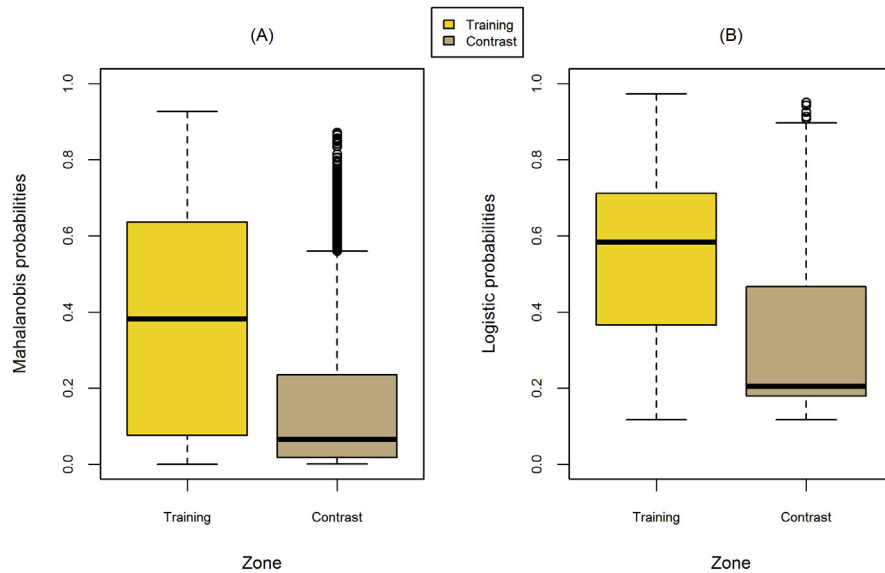 (A)
Training
Contrast
(B)
Mahalanobis probabilities
1.0
0.8
0.6
0.4
0.2
0.0
Training
Contrast
Zone
Logistic probabilities
1.0
0.8
0.6
0.4
0.2
0.0
Training
Contrast
Zone